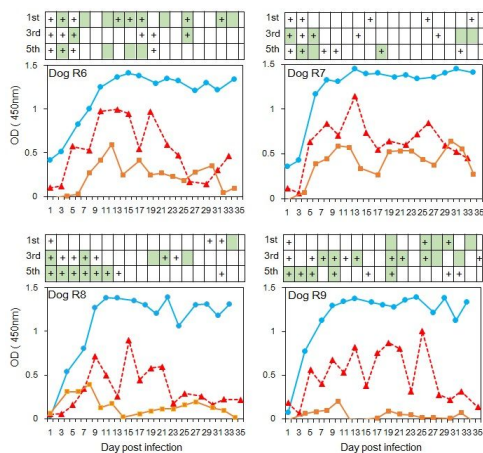 1st
3rd
5th
Dog R6
1.5
1
0.5
0
OD (450nm)
1 3 5 7 9 11 13 15 17 19 21 23 25 27 29 31 33 35
1st
3rd
5th
Dog R7
1.5
1
0.5
0
1 3 5 7 9 11 13 15 17 19 21 23 25 27 29 31 33 35
1st
3rd
5th
Dog R8
1.5
1
0.5
0
OD (450nm)
1 3 5 7 9 11 13 15 17 19 21 23 25 27 29 31 33 35
Day post infection
1st
3rd
5th
Dog R9
1.5
1
0.5
0
1 3 5 7 9 11 13 15 17 19 21 23 25 27 29 31 33 35
Day post infection